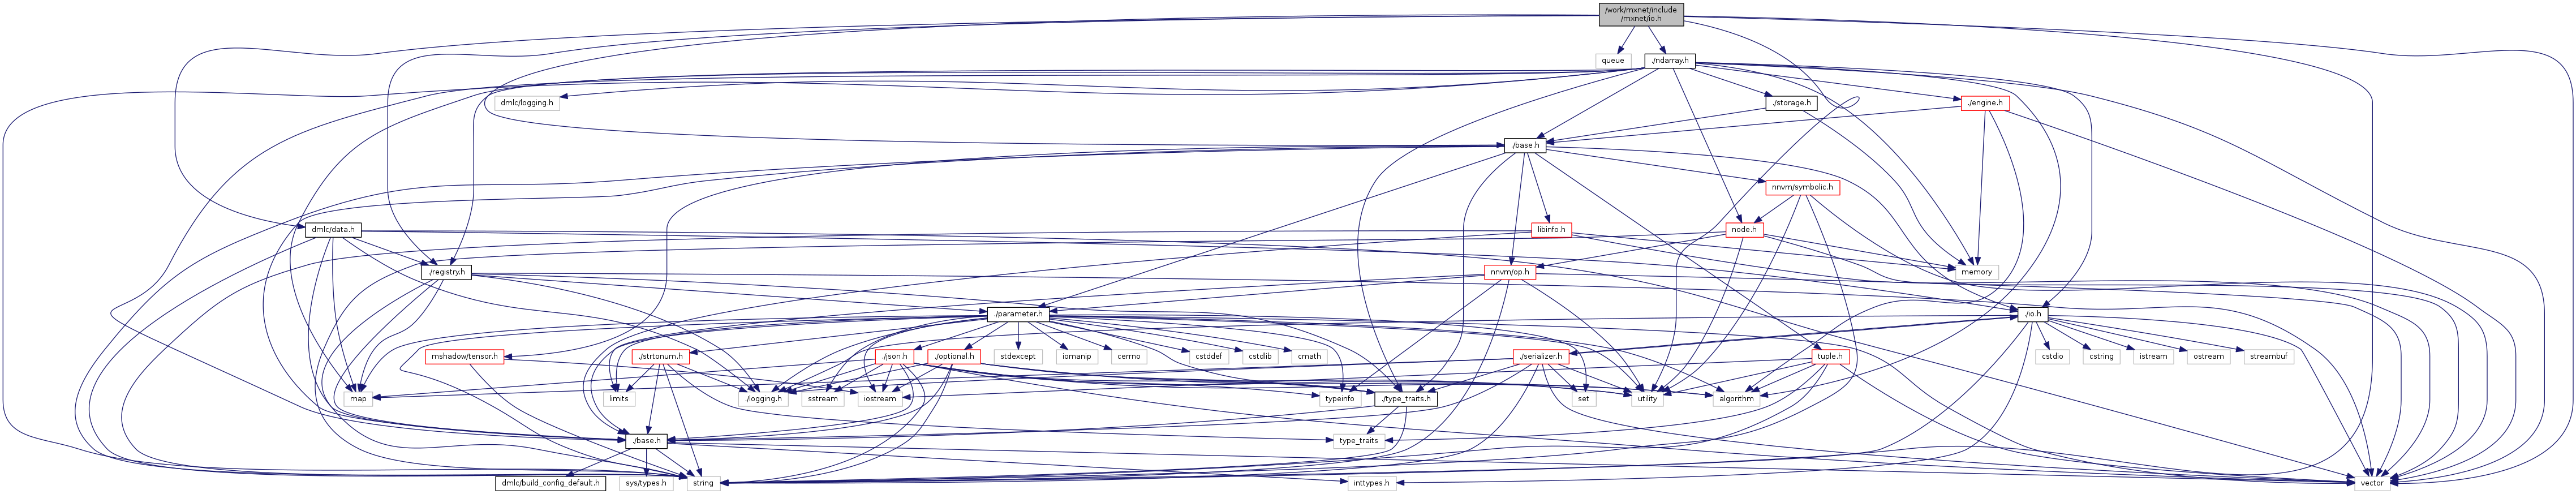 /work/mxnet/include
/mxnet/io.h
queue
./ndarray.h
dmlc/logging.h
./storage.h
./engine.h
./base.h
nnvm/symbolic.h
dmlc/data.h
libinfo.h
node.h
./registry.h
nnvm/op.h
memory
./parameter.h
./io.h
mshadow/tensor.h
./strtonum.h
./json.h
./optional.h
stdexcept
iomanip
cerrno
cstddef
cstdlib
cmath
./serializer.h
tuple.h
cstdio
cstring
istream
ostream
streambuf
map
limits
./logging.h
sstream
iostream
typeinfo
./type_traits.h
set
utility
algorithm
./base.h
type_traits
dmlc/build_config_default.h
sys/types.h
string
inttypes.h
vector